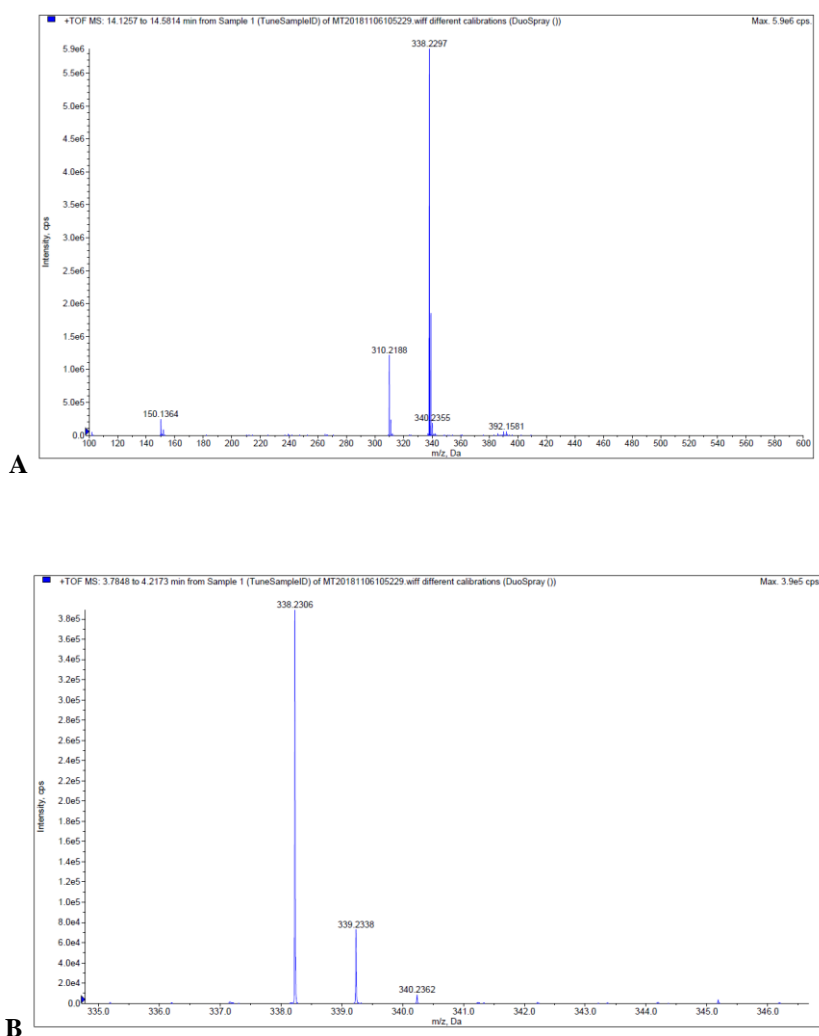 +TOF MS: 14.1257 to 14.5814 min from Sample 1 (TuneSampleID) of MT20181106105229.wiff different calibrations (DuoSpray ()) Max. 5.9e6 cps.
338.2297
5.9e6
5.5e6
5.0e6
4.5e6
4.0e6
3.5e6
3.0e6
2.5e6
2.0e6
1.5e6
1.0e6
5.0e5
0.0
Intensity, cps
310.2188
150.1364
340.2355
392.1581
100 120 140 160 180 200 220 240 260 280 300 320 340 360 380 400 420 440 460 480 500 520 540 560 580 600
m/z, Da
A
+TOF MS: 3.7848 to 4.2173 min from Sample 1 (TuneSampleID) of MT20181106105229.wiff different calibrations (DuoSpray ()) Max. 3.9e5 cps.
338.2306
3.8e5
3.6e5
3.4e5
3.2e5
3.0e5
2.8e5
2.6e5
2.4e5
2.2e5
2.0e5
1.8e5
1.6e5
1.4e5
1.2e5
1.0e5
8.0e4
6.0e4
4.0e4
2.0e4
0.0
Intensity, cps
339.2338
340.2362
335.0 336.0 337.0 338.0 339.0 340.0 341.0 342.0 343.0 344.0 345.0 346.0
m/z, Da
B